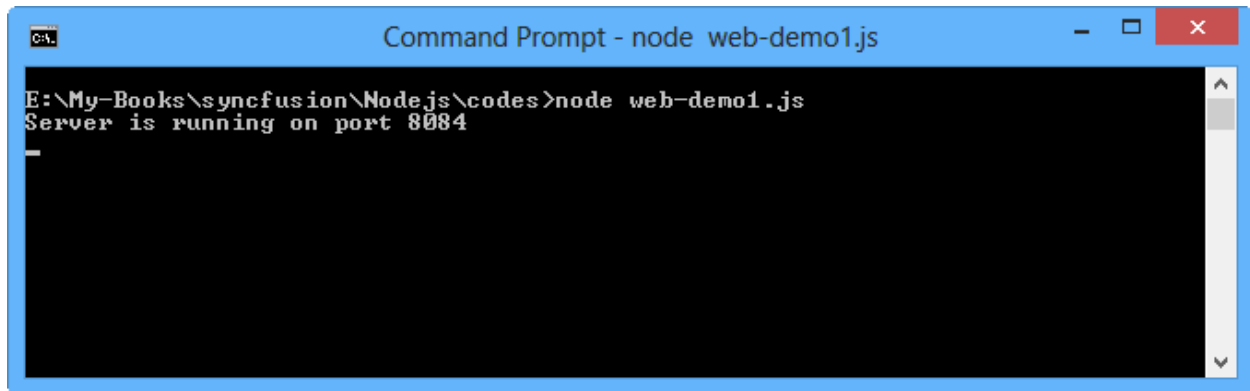 C:\.
Command Prompt - node web-demo1.js
E:\My-Books\syncfusion\Nodejs\codes>node web-demo1.js
Server is running on port 8084